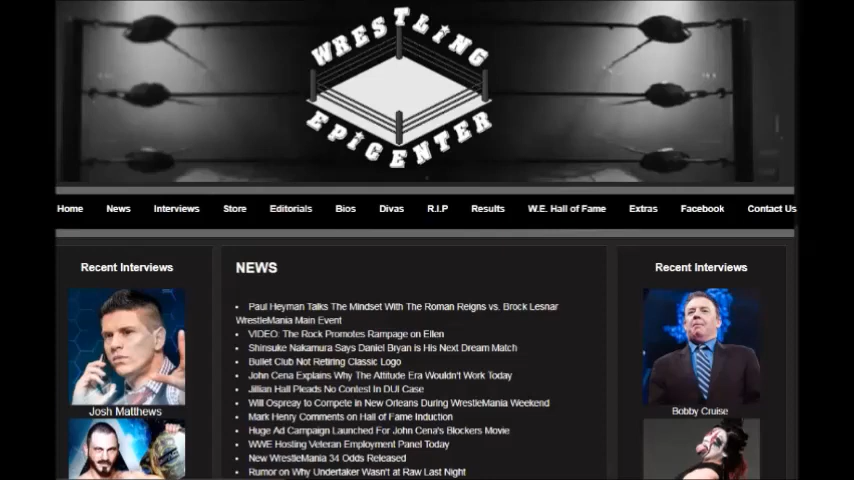 WRESTLING
EPICENTER
Home News Interviews Store Editorials Bios Divas R.I.P Results W.E. Hall of Fame Extras Facebook Contact Us
Recent Interviews
Josh Matthews
NEWS
• Paul Heyman Talks The Mindset With The Roman Reigns vs. Brock Lesnar
WrestleMania Main Event
• VIDEO: The Rock Promotes Rampage on Ellen
• Shinsuke Nakamura Says Daniel Bryan is His Next Dream Match
• Bullet Club Not Retiring Classic Logo
• John Cena Explains Why The Attitude Era Wouldn't Work Today
• Jillian Hall Pleads No Contest In DUI Case
• Will Ospreay to Compete in New Orleans During WrestleMania Weekend
• Mark Henry Comments on Hall of Fame Induction
• Huge Ad Campaign Launched For John Cena's Blockers Movie
• WWE Hosting Veteran Employment Panel Today
• New WrestleMania 34 Odds Released
• Rumor on Why Undertaker Wasn't at Raw Last Night
Recent Interviews
Bobby Cruise